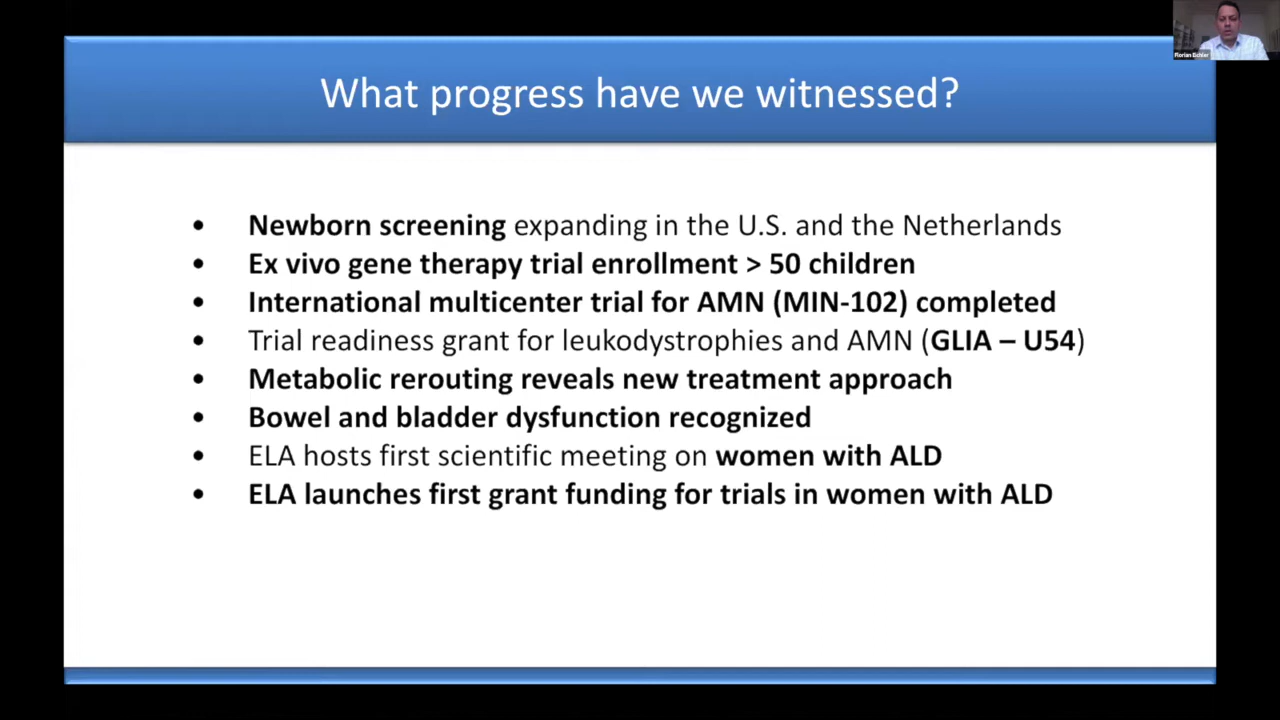 Florian Eichler
What progress have we witnessed?
• Newborn screening expanding in the U.S. and the Netherlands
• Ex vivo gene therapy trial enrollment > 50 children
• International multicenter trial for AMN (MIN-102) completed
• Trial readiness grant for leukodystrophies and AMN (GLIA – U54)
• Metabolic rerouting reveals new treatment approach
• Bowel and bladder dysfunction recognized
• ELA hosts first scientific meeting on women with ALD
• ELA launches first grant funding for trials in women with ALD